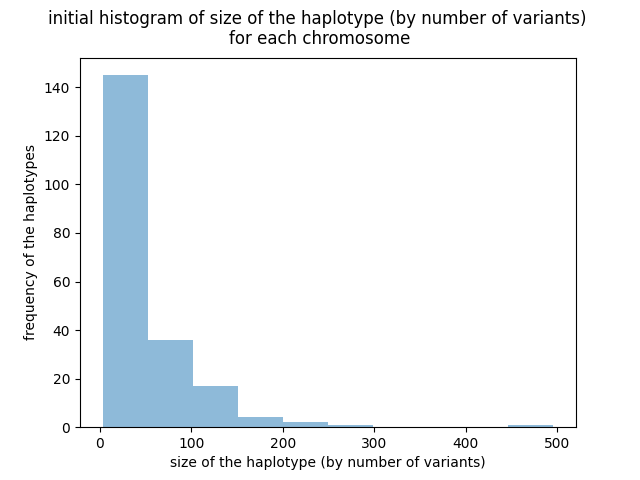 initial histogram of size of the haplotype (by number of variants)
for each chromosome
frequency of the haplotypes
140
120
100
80
60
40
20
0
0 100 200 300 400 500
size of the haplotype (by number of variants)